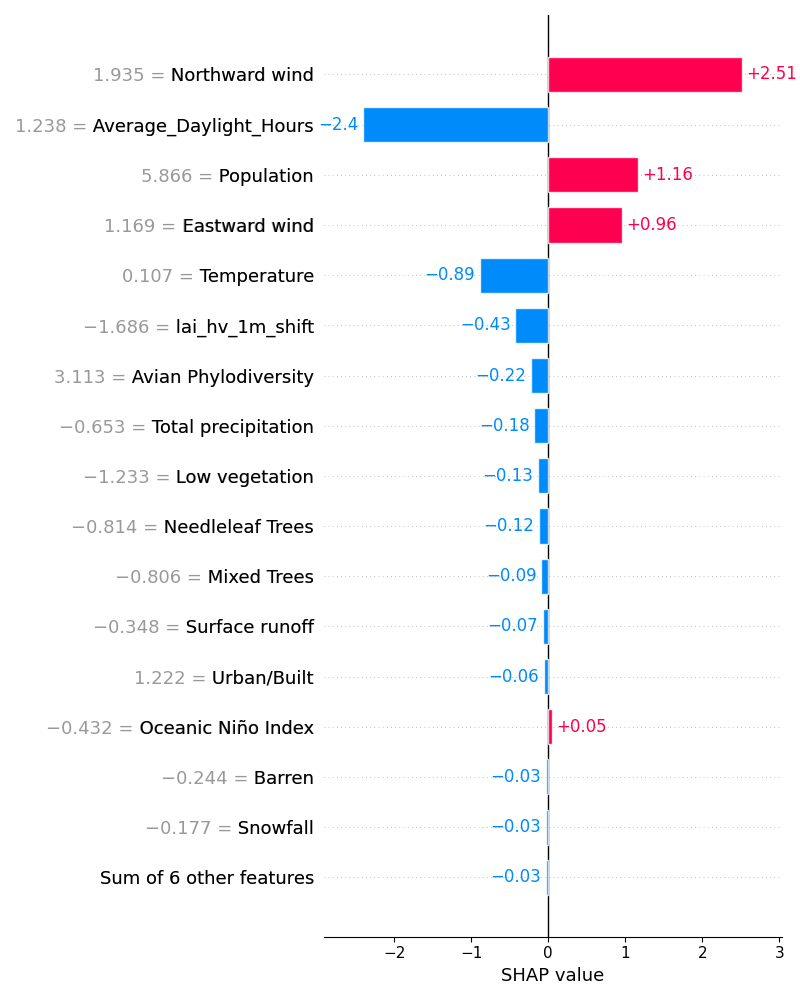 1.935 = Northward wind +2.51
1.238 = Average_Daylight_Hours −2.4
5.866 = Population +1.16
1.169 = Eastward wind +0.96
0.107 = Temperature −0.89
−1.686 = lai_hv_1m_shift −0.43
3.113 = Avian Phylodiversity −0.22
−0.653 = Total precipitation −0.18
−1.233 = Low vegetation −0.13
−0.814 = Needleleaf Trees −0.12
−0.806 = Mixed Trees −0.09
−0.348 = Surface runoff −0.07
1.222 = Urban/Built −0.06
−0.432 = Oceanic Niño Index +0.05
−0.244 = Barren −0.03
−0.177 = Snowfall −0.03
Sum of 6 other features −0.03
−2 −1 0 1 2 3
SHAP value